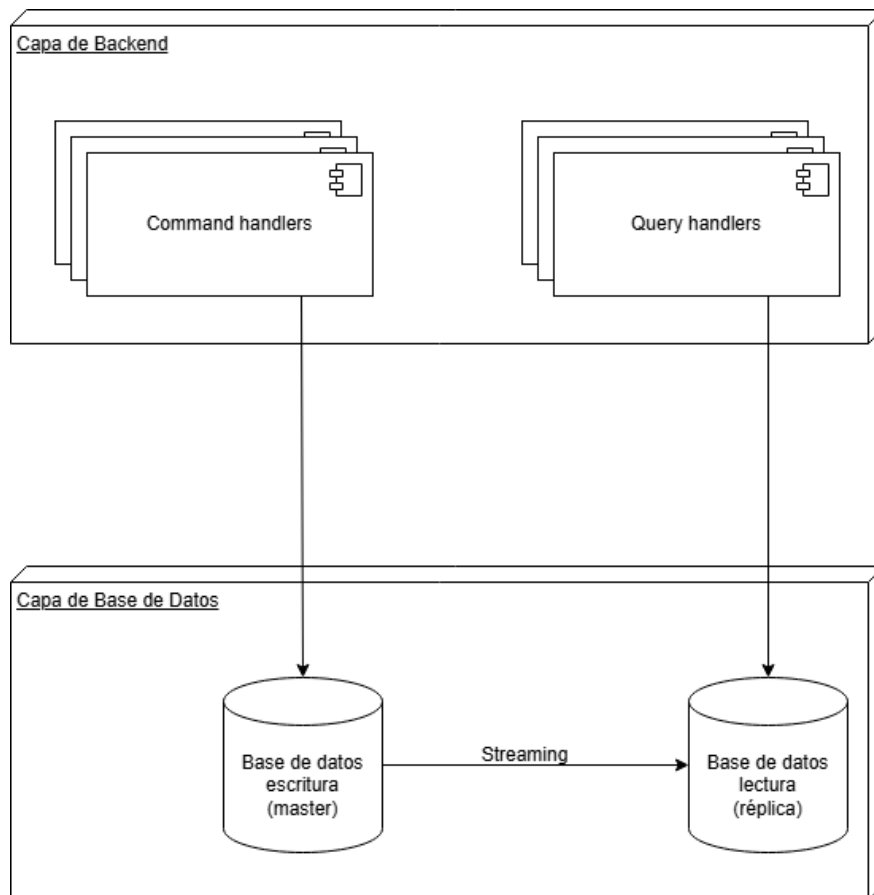 Capa de Backend
Command handlers
Query handlers
Capa de Base de Datos
Base de datos
escritura
(master)
Streaming
Base de datos
lectura
(réplica)